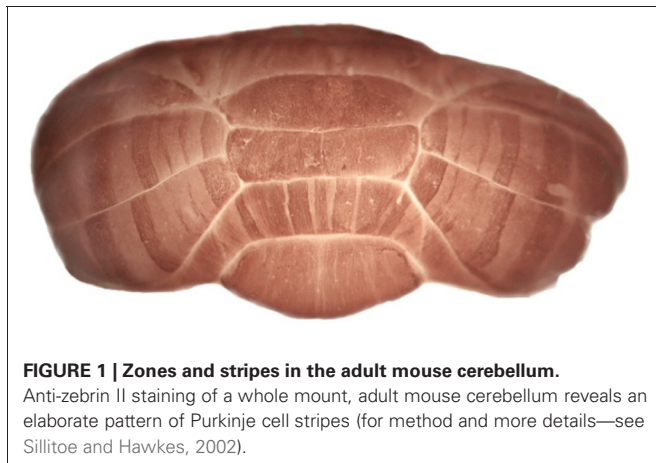 FIGURE 1 | Zones and stripes in the adult mouse cerebellum.
Anti-zebrin II staining of a whole mount, adult mouse cerebellum reveals an
elaborate pattern of Purkinje cell stripes (for method and more details—see
Sillitoe and Hawkes, 2002).